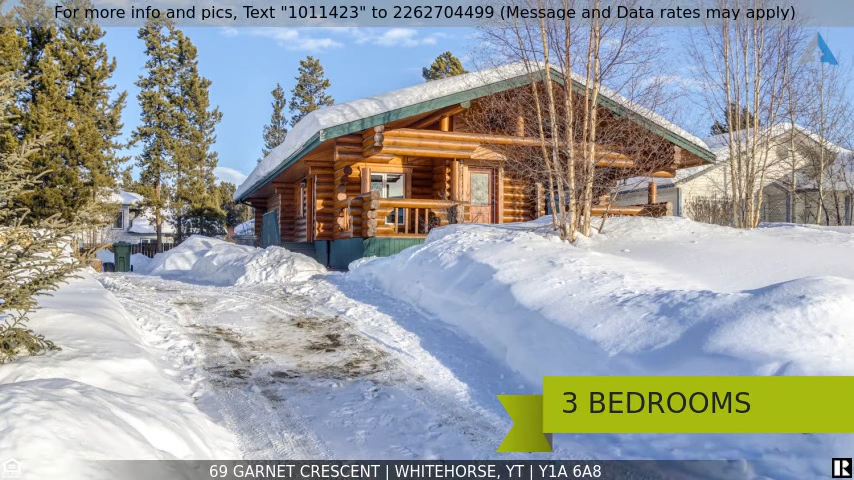 For more info and pics, Text "1011423" to 2262704499 (Message and Data rates may apply)
3 BEDROOMS
69 GARNET CRESCENT | WHITEHORSE, YT | Y1A 6A8